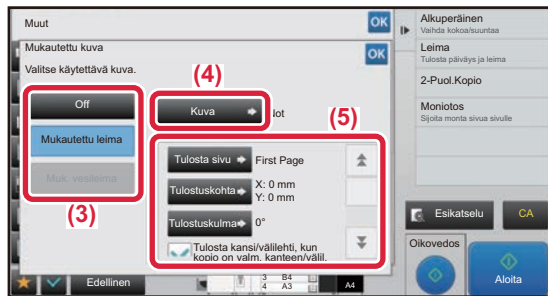 Muut
OK
Mukautettu kuva
OK
Valitse käytettävä kuva.
(4)
Off
Kuva
lot
(5)
Mukautettu leima
Muk. vesileima
(3)
Tulosta sivu
First Page
Tulostuskohta
X: 0 mm
Y: 0 mm
Tulostuskulma
0°
Tulosta kansi/välilehti, kun
kopio on valm. kanteen/välil.
Edellinen
3 B4
4 A3
A4
Alkuperäinen
Vaihda kokoa/suuntaa
Leima
Tulosta päiväys ja leima
2-Puol.Kopio
Moniotos
Sijoita monta sivua sivulle
Esikatselu
CA
Oikovedos
Aloita